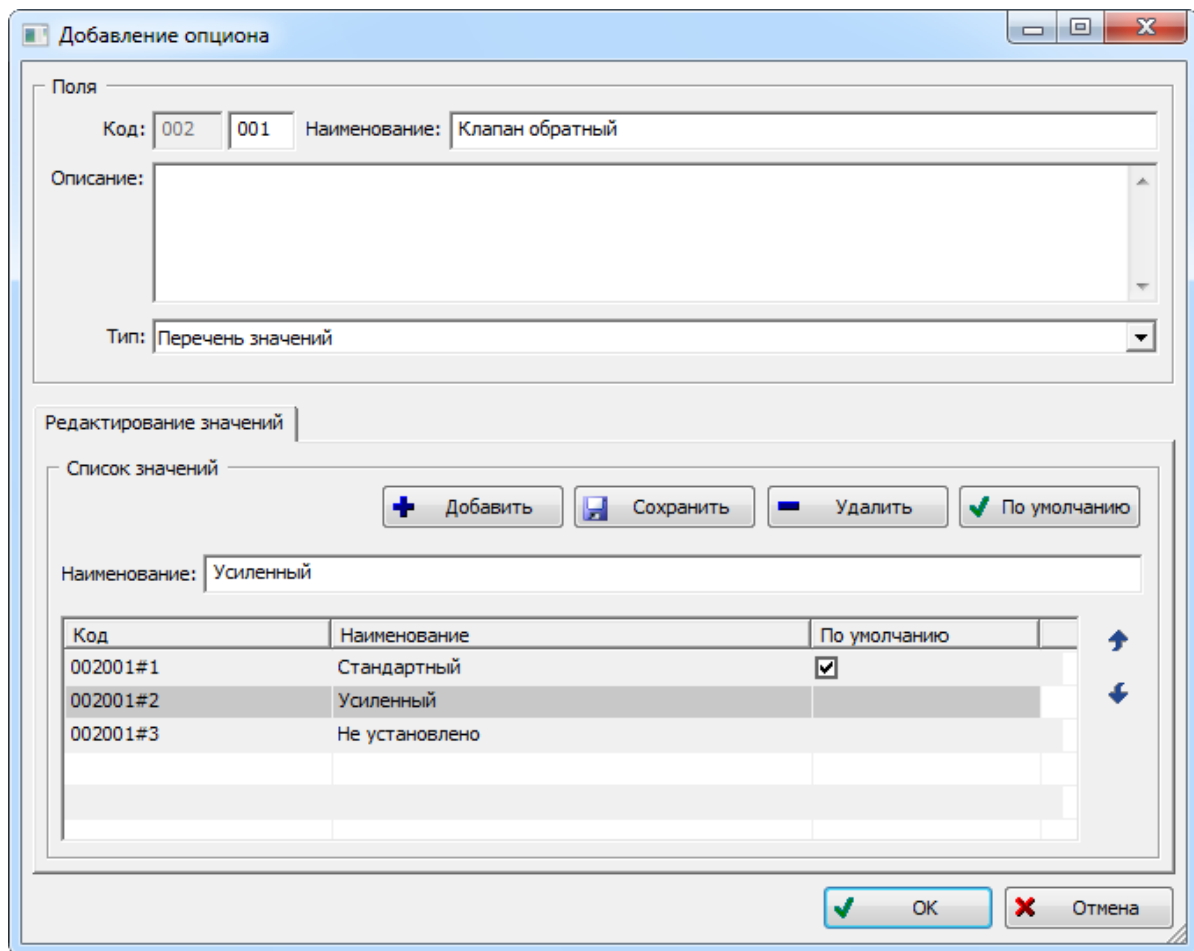 Добавление опциона
Поля
Код: 002 001 Наименование: Клапан обратный
Описание:
Тип: Перечень значений
Редактирование значений
Список значений
Добавить Сохранить Удалить По умолчанию
Наименование: Усиленный
Код Наименование По умолчанию
002001#1 Стандартный
002001#2 Усиленный
002001#3 Не установлено
ОК Отмена